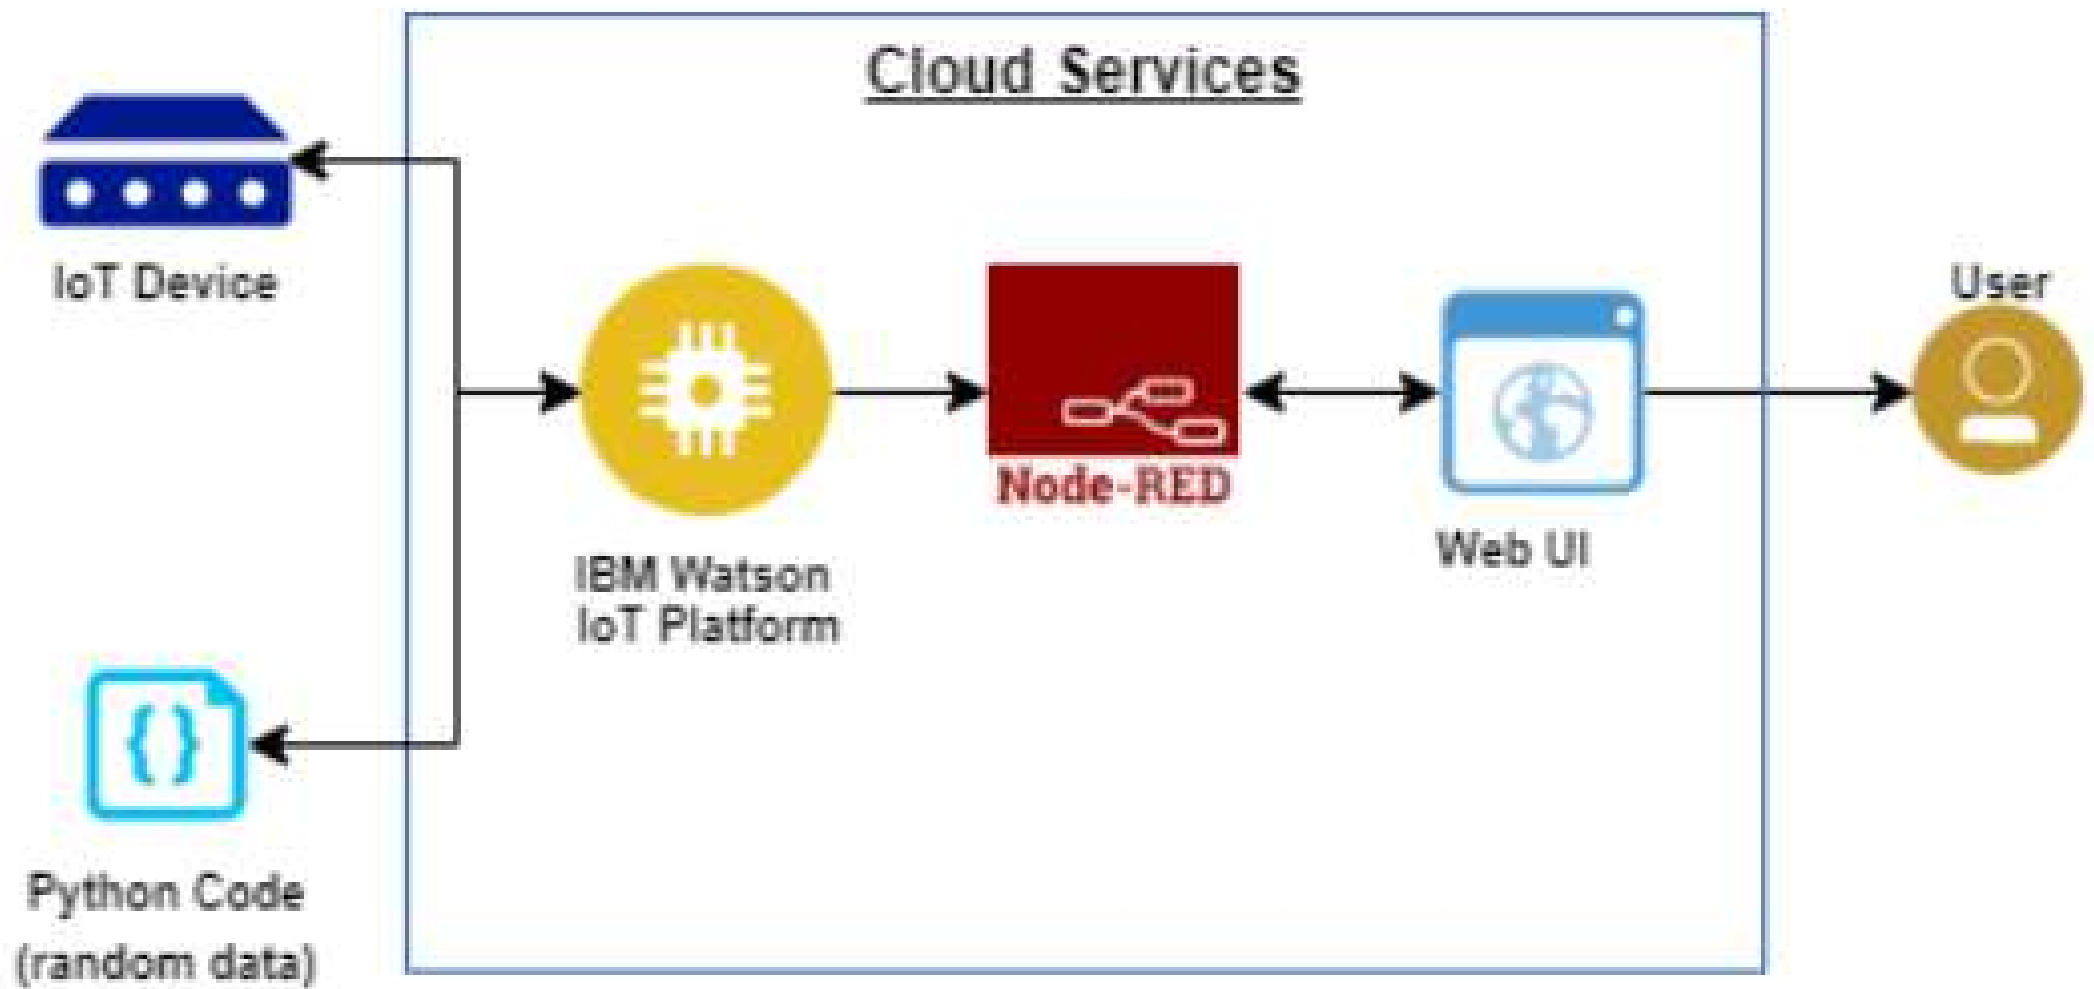 Cloud Services
IoT Device
User
Node-RED
Web UI
IBM Watson
IoT Platform
Python Code
(random data)